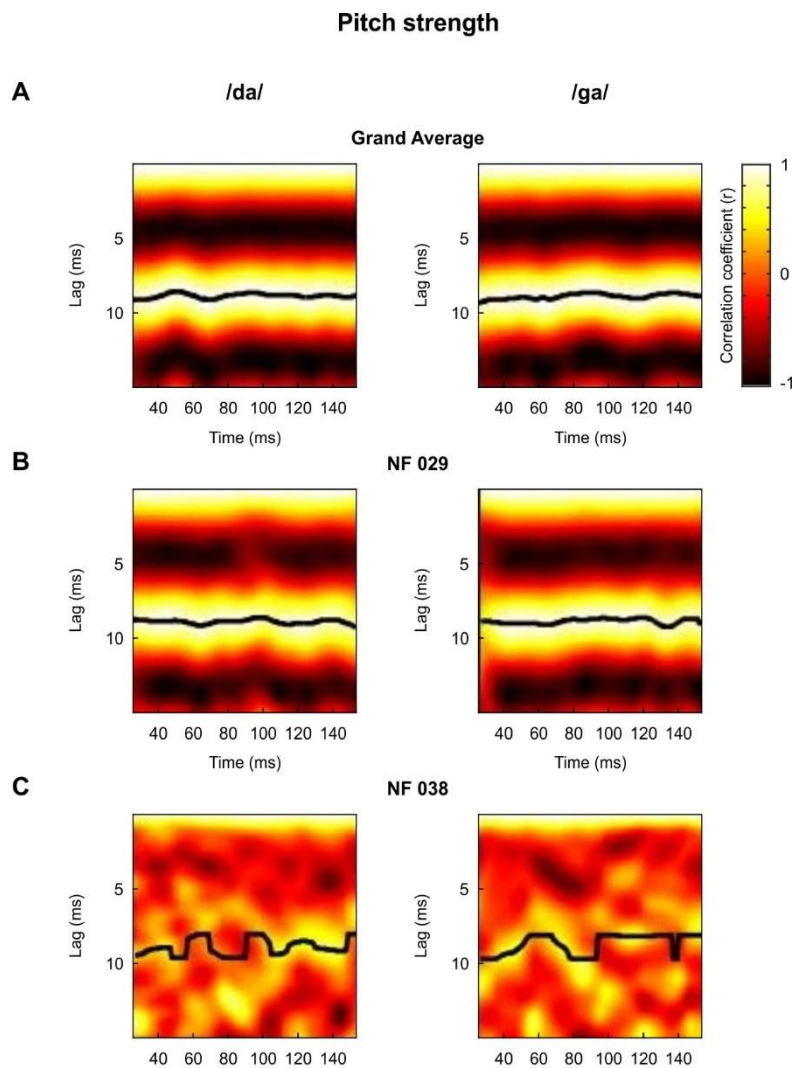 Pitch strength
A
/da/
/ga/
Grand Average
Lag (ms)
5
10
40 60 80 100 120 140
Time (ms)
Lag (ms)
5
10
40 60 80 100 120 140
Time (ms)
Correlation coefficient (r)
1
0
-1
B
NF 029
Lag (ms)
5
10
40 60 80 100 120 140
Time (ms)
Lag (ms)
5
10
40 60 80 100 120 140
Time (ms)
C
NF 038
Lag (ms)
5
10
40 60 80 100 120 140
Time (ms)
Lag (ms)
5
10
40 60 80 100 120 140
Time (ms)